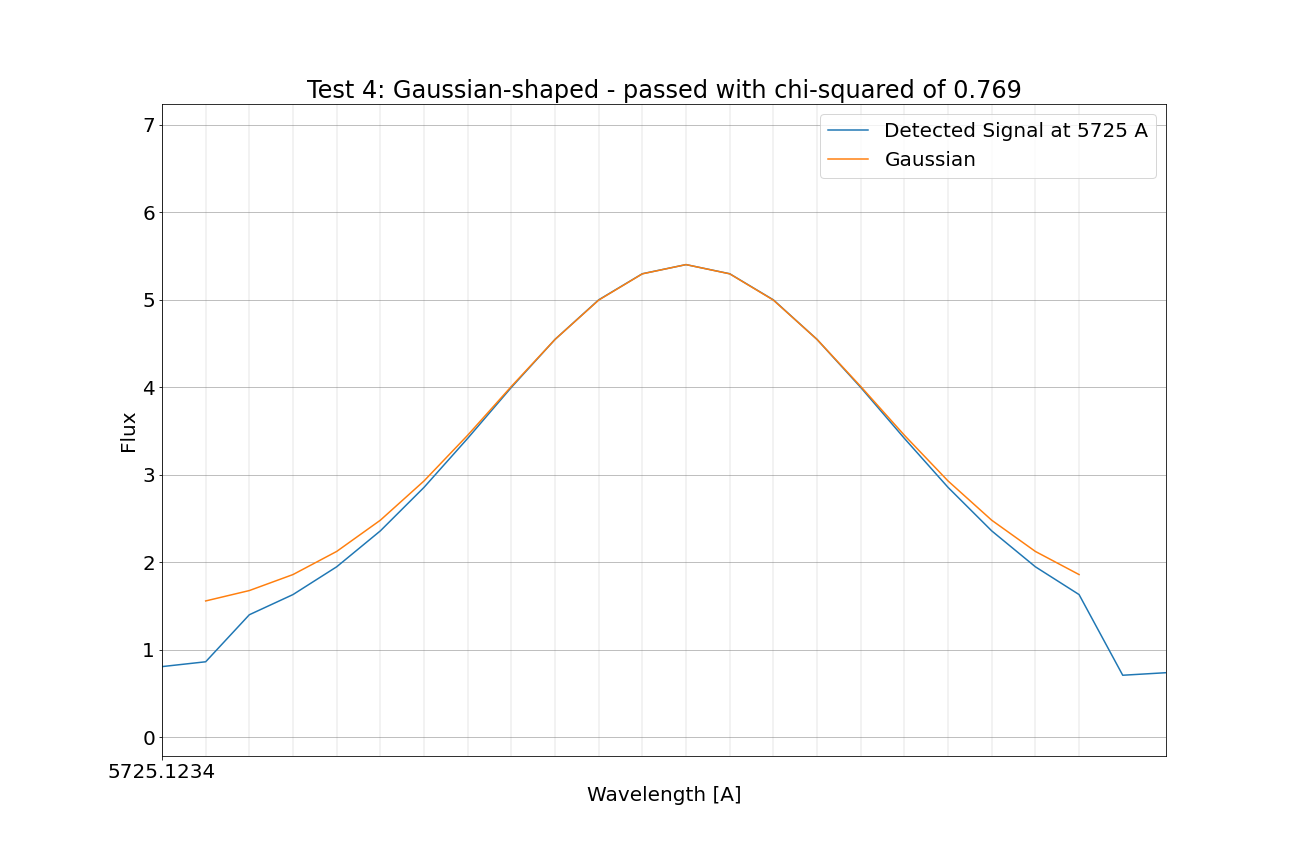 Test 4: Gaussian-shaped - passed with chi-squared of 0.769
Detected Signal at 5725 A
Gaussian
7
6
5
4
3
2
1
0
Flux
5725.1234
Wavelength [A]